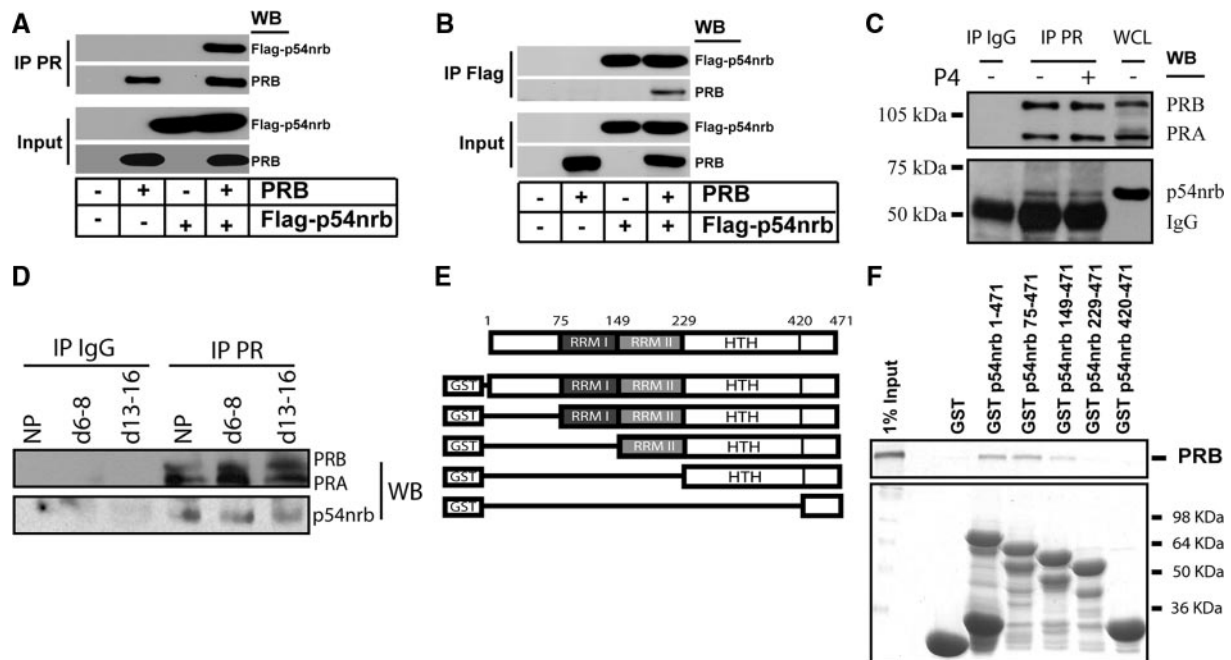 A
WB
IP PR
Flag-p54nrb
PRB
Input
Flag-p54nrb
PRB
- + - + PRB
- - + + Flag-p54nrb
B
WB
IP Flag
Flag-p54nrb
PRB
Input
Flag-p54nrb
PRB
- + - + PRB
- - + + Flag-p54nrb
C
IP IgG IP PR WCL
WB
P4 - - + -
105 kDa
PRB
PRA
75 kDa
50 kDa
p54nrb
IgG
D
IP IgG IP PR
NP d6-8 d13-16 NP d6-8 d13-16
PRB
PRA
p54nrb
WB
E
1 75 149 229 420 471
RRM I RRM II HTH
GST RRM I RRM II HTH
GST RRM I RRM II HTH
GST RRM II HTH
GST HTH
GST
F
1% Input
GST
GST p54nrb 1-471
GST p54nrb 75-471
GST p54nrb 149-471
GST p54nrb 229-471
GST p54nrb 420-471
PRB
98 KDa
64 KDa
50 KDa
36 KDa